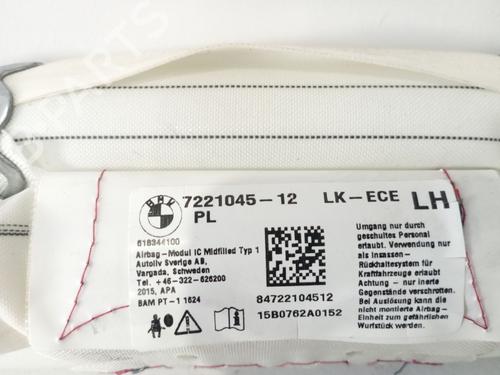 PARTS
BMW
7221045-12 LK-ECE LH
PL
618344100
Airbag-Modul IC Midfilled Typ 1
Autoliv Sverige AB,
Vargada, Schweden
Tel. +46-322-626200
2015, APA
BAM PT-1 1624
84722104512
15B0762A0152
Umgang nur durch
geschultes Personal
erlaubt. Verwendung nur
als Insassen-
Rückhaltesystem für
Kraftfahrzeuge erlaubt
Achtung - nur innere
Gegenstände verschrotten.
Bei Auslösung kann die
nicht montierte Airbag-
Einheit zum gefährlichen
Wurfstück werden.